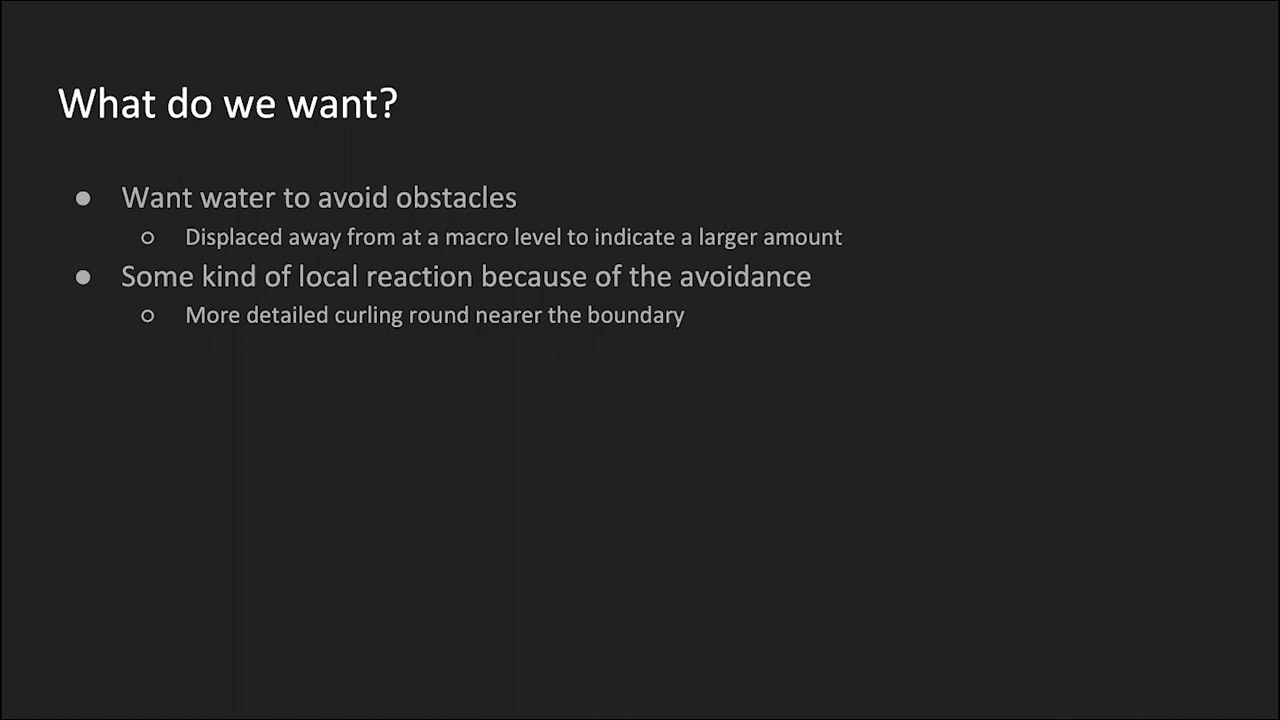 What do we want?
● Want water to avoid obstacles
○ Displaced away from at a macro level to indicate a larger amount
● Some kind of local reaction because of the avoidance
○ More detailed curling round nearer the boundary